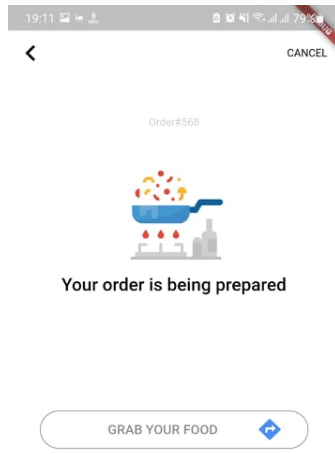 19:11 79%
CANCEL
Order#568
Your order is being prepared
GRAB YOUR FOOD